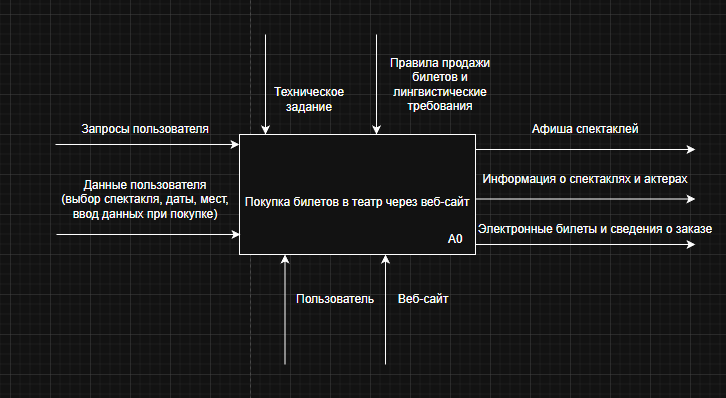 Правила продажи
билетов и
лингвистические
требования
Техническое
задание
Запросы пользователя
Данные пользователя
(выбор спектакля, даты, мест,
ввод данных при покупке)
Покупка билетов в театр через веб-сайт
A0
Афиша спектаклей
Информация о спектаклях и актерах
Электронные билеты и сведения о заказе
Пользователь
Веб-сайт